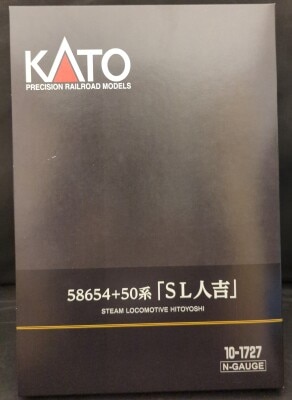 KATO
PRECISION RAILROAD MODELS
58654+50系「SL人吉」
STEAM LOCOMOTIVE HITOYOSHI
10-1727
N-GAUGE